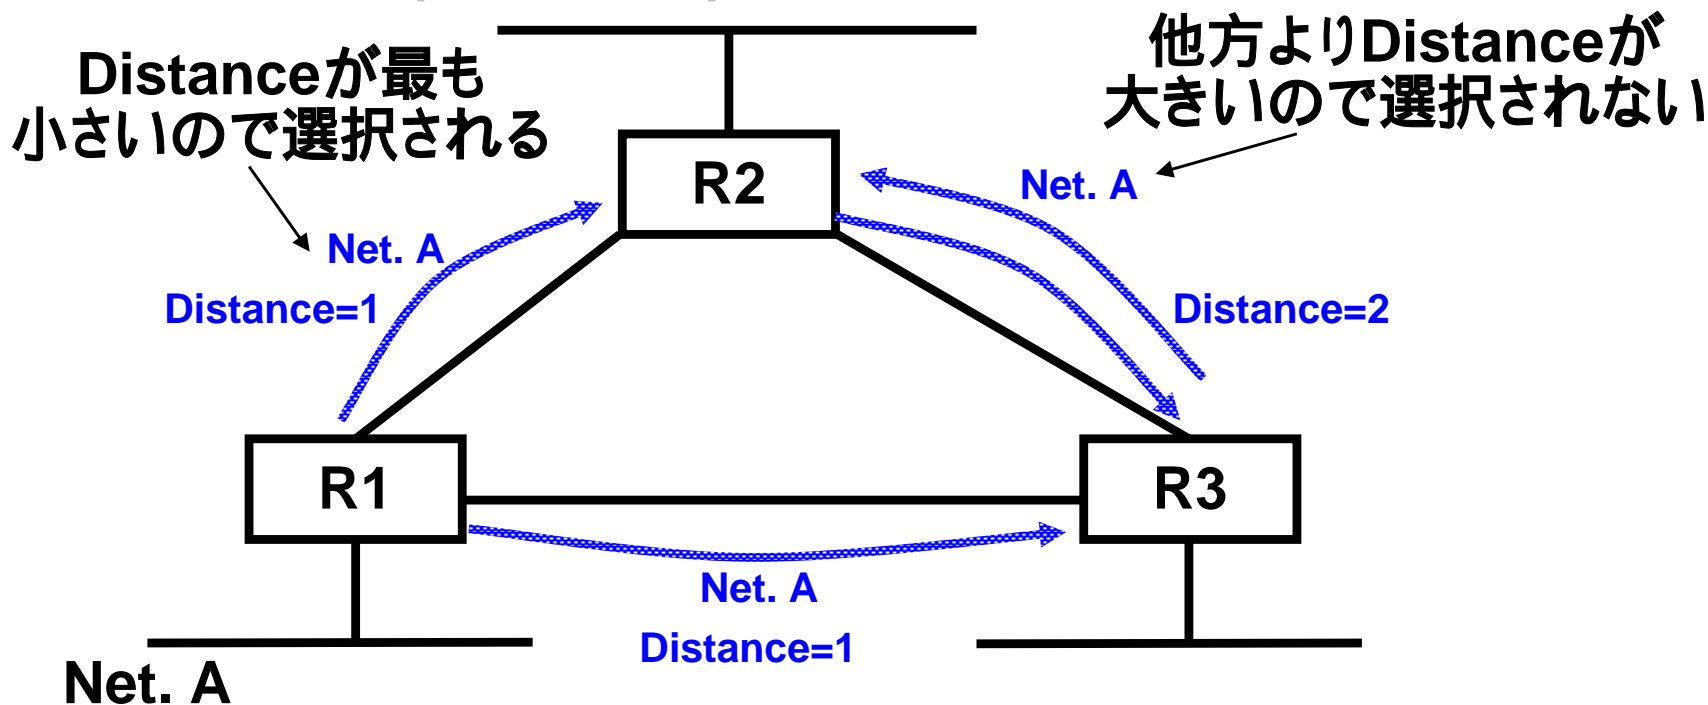 Distanceが最も
小さいので選択される
他方よりDistanceが
大きいので選択されない
R2
Net. A
Net. A
Distance=1
Distance=2
R1
R3
Net. A
Distance=1
Net. A